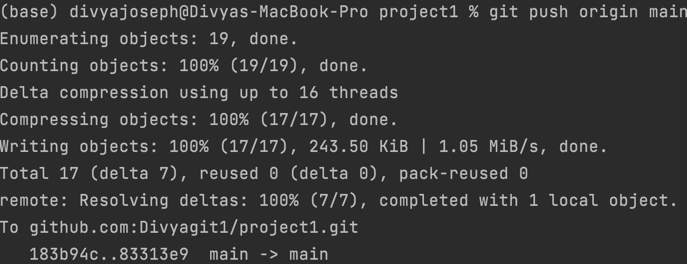 (base) divyajoseph@Divyas-MacBook-Pro project1 % git push origin main
Enumerating objects: 19, done.
Counting objects: 100% (19/19), done.
Delta compression using up to 16 threads
Compressing objects: 100% (17/17), done.
Writing objects: 100% (17/17), 243.50 KiB | 1.05 MiB/s, done.
Total 17 (delta 7), reused 0 (delta 0), pack-reused 0
remote: Resolving deltas: 100% (7/7), completed with 1 local object.
To github.com:Divyagit1/project1.git
   183b94c..83313e9  main -> main